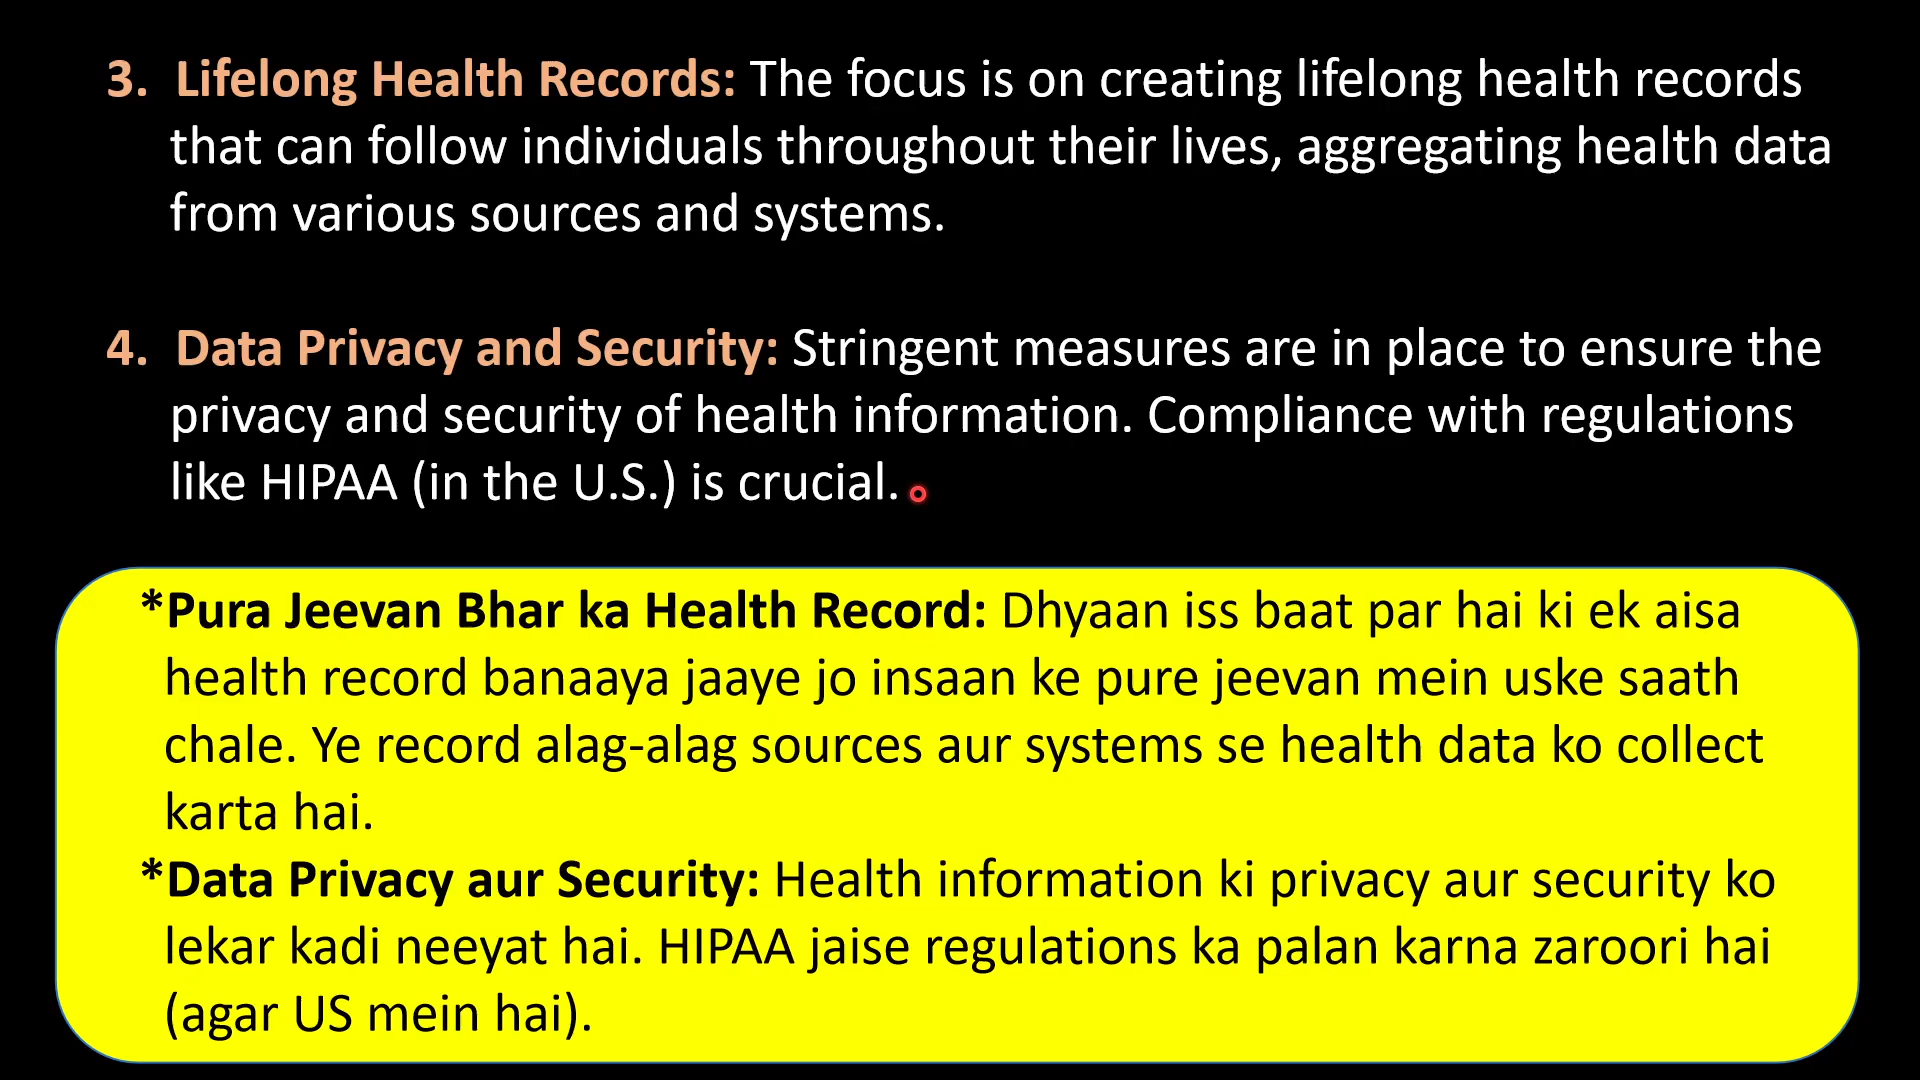 3. Lifelong Health Records: The focus is on creating lifelong health records
that can follow individuals throughout their lives, aggregating health data
from various sources and systems.
4. Data Privacy and Security: Stringent measures are in place to ensure the
privacy and security of health information. Compliance with regulations
like HIPAA (in the U.S.) is crucial.
*Pura Jeevan Bhar ka Health Record: Dhyaan iss baat par hai ki ek aisa
health record banaaya jaaye jo insaan ke pure jeevan mein uske saath
chale. Ye record alag-alag sources aur systems se health data ko collect
karta hai.
*Data Privacy aur Security: Health information ki privacy aur security ko
lekar kadi neeyat hai. HIPAA jaise regulations ka palan karna zaroori hai
(agar US mein hai).